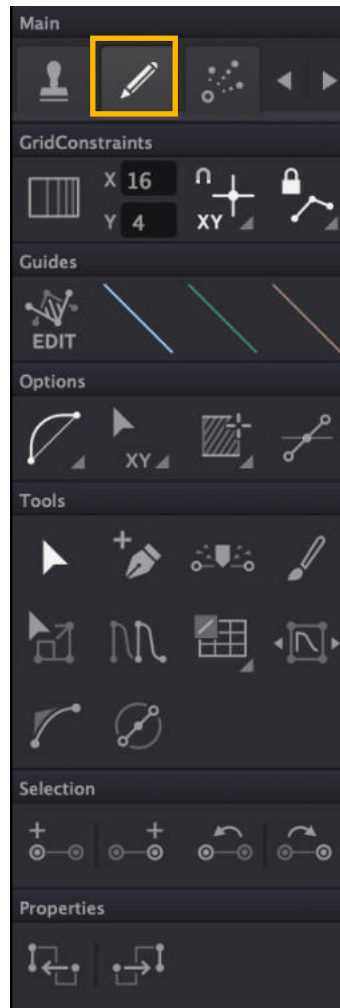 Main
GridConstraints
X 16
Y 4
XY
Guides
EDIT
Options
XY
Tools
Selection
Properties